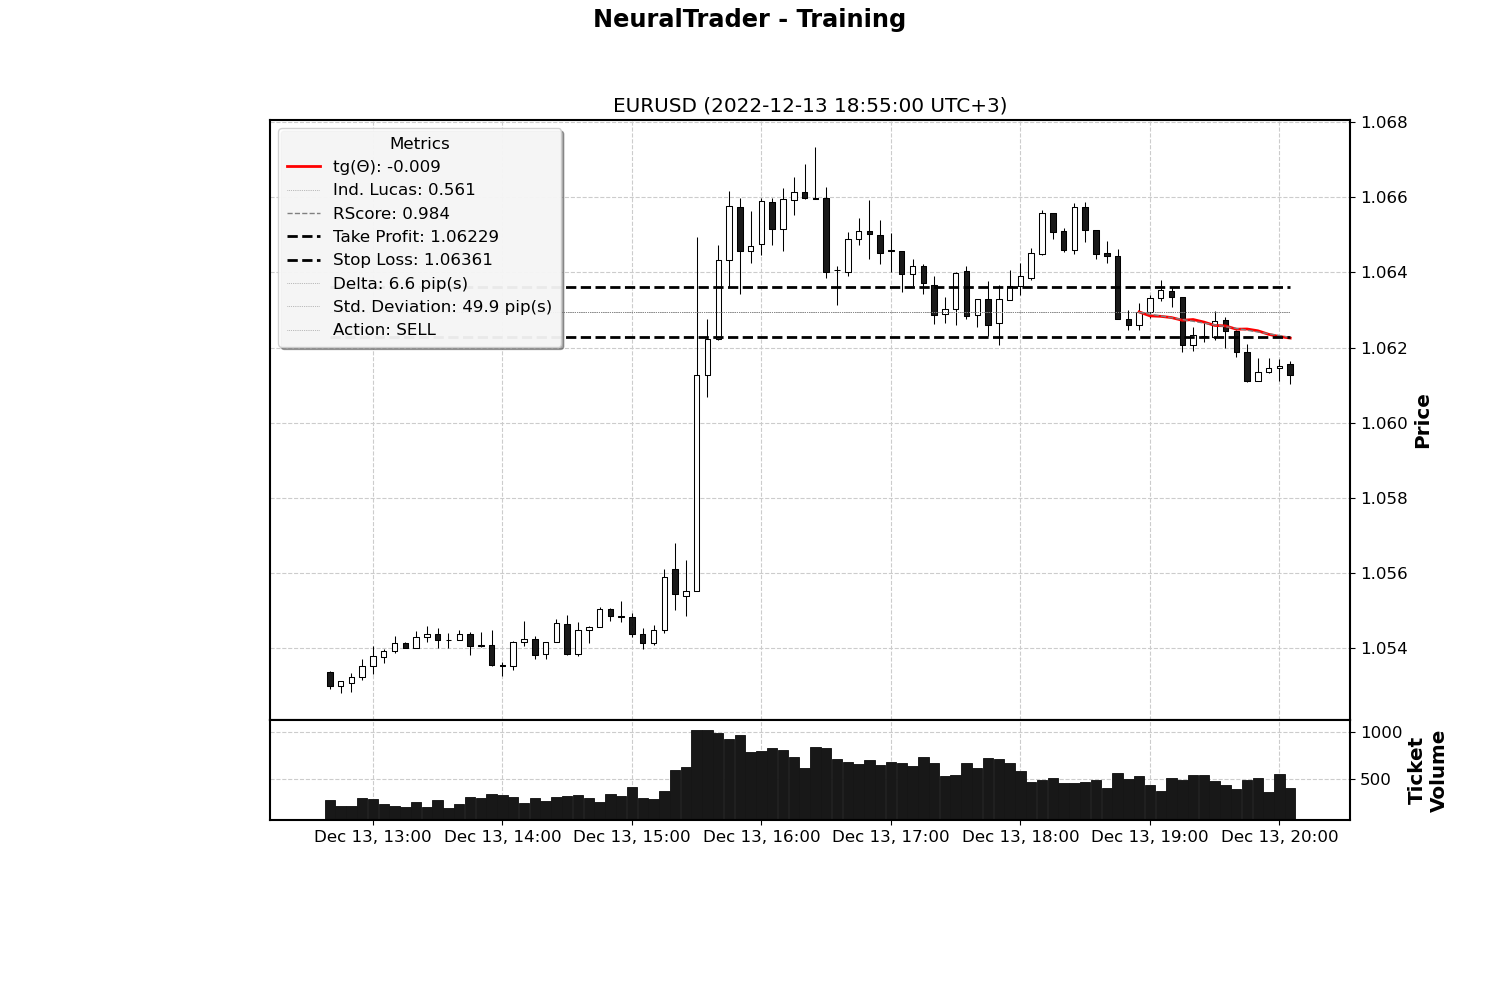 NeuralTrader - Training
EURUSD (2022-12-13 18:55:00 UTC+3)
Metrics
tg(Θ): -0.009
Ind. Lucas: 0.561
RScore: 0.984
Take Profit: 1.06229
Stop Loss: 1.06361
Delta: 6.6 pip(s)
Std. Deviation: 49.9 pip(s)
Action: SELL
1.068
1.066
1.064
1.062
1.060
1.058
1.056
1.054
Price
1000
500
Ticket
Volume
Dec 13, 13:00 Dec 13, 14:00 Dec 13, 15:00 Dec 13, 16:00 Dec 13, 17:00 Dec 13, 18:00 Dec 13, 19:00 Dec 13, 20:00